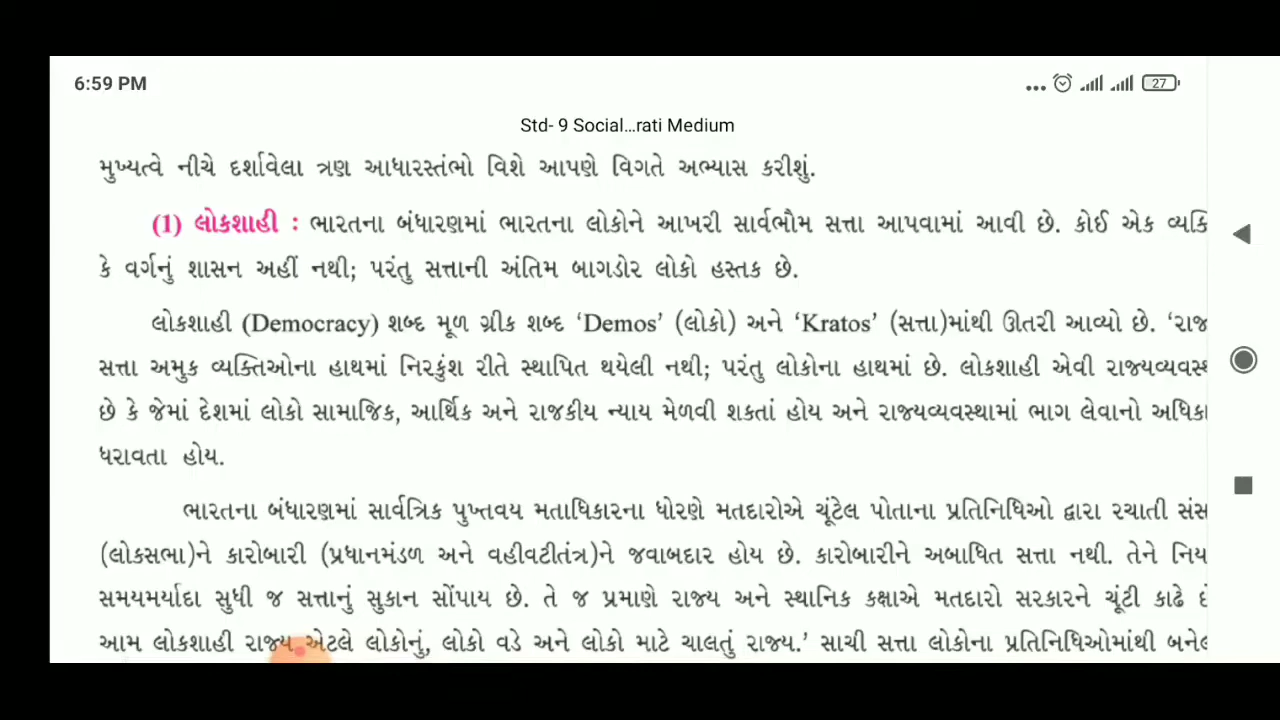 6:59 PM
27
Std- 9 Social...rati Medium
મુખ્યત્વે નીચે દર્શાવેલા ત્રણ આધારસ્તંભો વિશે આપણે વિગતે અભ્યાસ કરીશું.
(1) લોકશાહી : ભારતના બંધારણમાં ભારતના લોકોને આખરી સાર્વભૌમ સત્તા આપવામાં આવી છે. કોઈ એક વ્યક્તિ
કે વર્ગનું શાસન અહીં નથી; પરંતુ સત્તાની અંતિમ બાગડોર લોકો હસ્તક છે.
લોકશાહી (Democracy) શબ્દ મૂળ ગ્રીક શબ્દ ‘Demos’ (લોકો) અને ‘Kratos’ (સત્તા)માંથી ઊતરી આવ્યો છે. ‘રાજ
સત્તા અમુક વ્યક્તિઓના હાથમાં નિરકુંશ રીતે સ્થાપિત થયેલી નથી; પરંતુ લોકોના હાથમાં છે. લોકશાહી એવી રાજ્યવ્યવસ્થ
છે કે જેમાં દેશમાં લોકો સામાજિક, આર્થિક અને રાજકીય ન્યાય મેળવી શકતાં હોય અને રાજ્યવ્યવસ્થામાં ભાગ લેવાનો અધિકા
ધરાવતા હોય.
ભારતના બંધારણમાં સાર્વત્રિક પુખ્તવય મતાધિકારના ધોરણે મતદારોએ ચૂંટેલ પોતાના પ્રતિનિધિઓ દ્વારા રચાતી સંસ
(લોકસભા)ને કારોબારી (પ્રધાનમંડળ અને વહીવટીતંત્ર)ને જવાબદાર હોય છે. કારોબારીને અબાધિત સત્તા નથી. તેને નિય
સમયમર્યાદા સુધી જ સત્તાનું સુકાન સોંપાય છે. તે જ પ્રમાણે રાજ્ય અને સ્થાનિક કક્ષાએ મતદારો સરકારને ચૂંટી કાઢે છે
આમ લોકશાહી રાજ્ય એટલે લોકોનું, લોકો વડે અને લોકો માટે ચાલતું રાજ્ય.’ સાચી સત્તા લોકોના પ્રતિનિધિઓમાંથી બનેલ